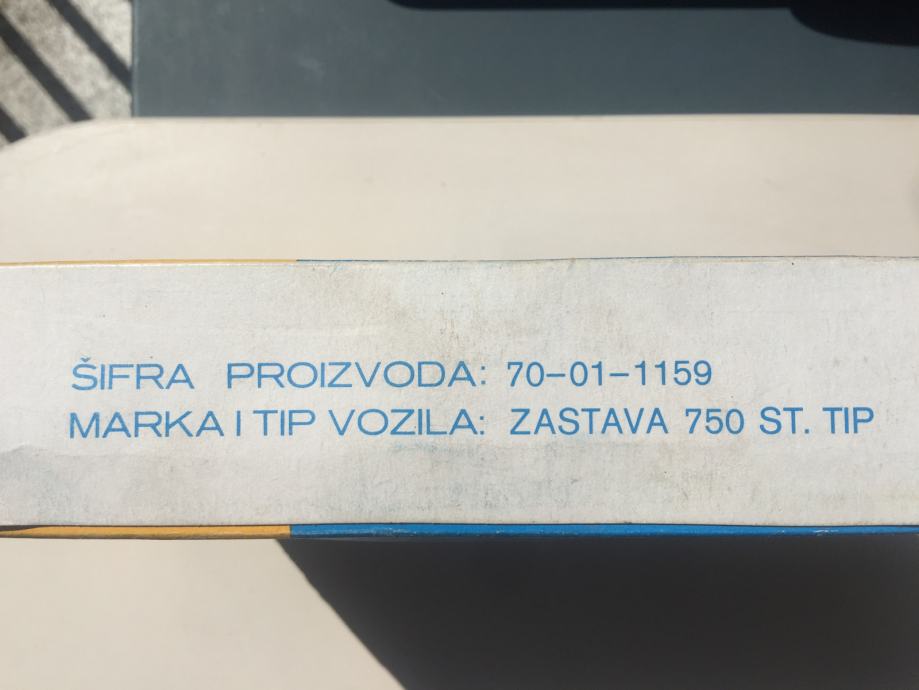 ŠIFRA PROIZVODA: 70-01-1159
MARKA I TIP VOZILA: ZASTAVA 750 ST. TIP